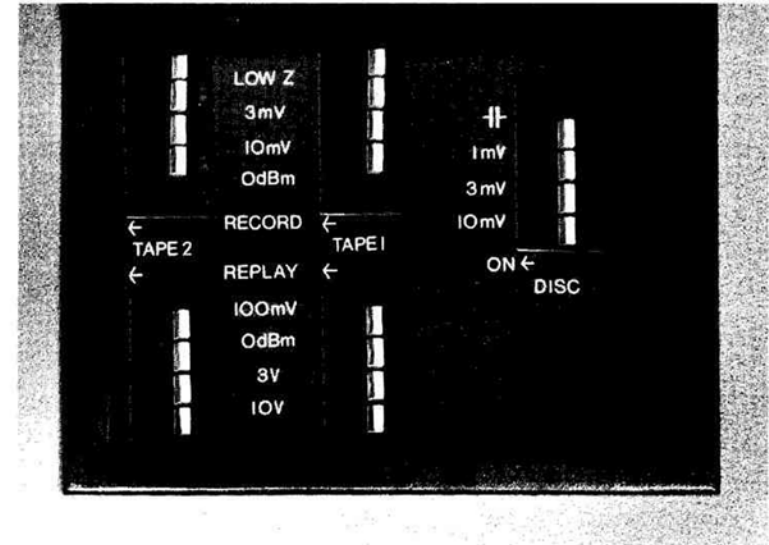 LOW Z
3mV
10mV
0dBm
RECORD
TAPE 2
TAPE 1
REPLAY
100mV
0dBm
3V
10V
1mV
3mV
10mV
ON
DISC